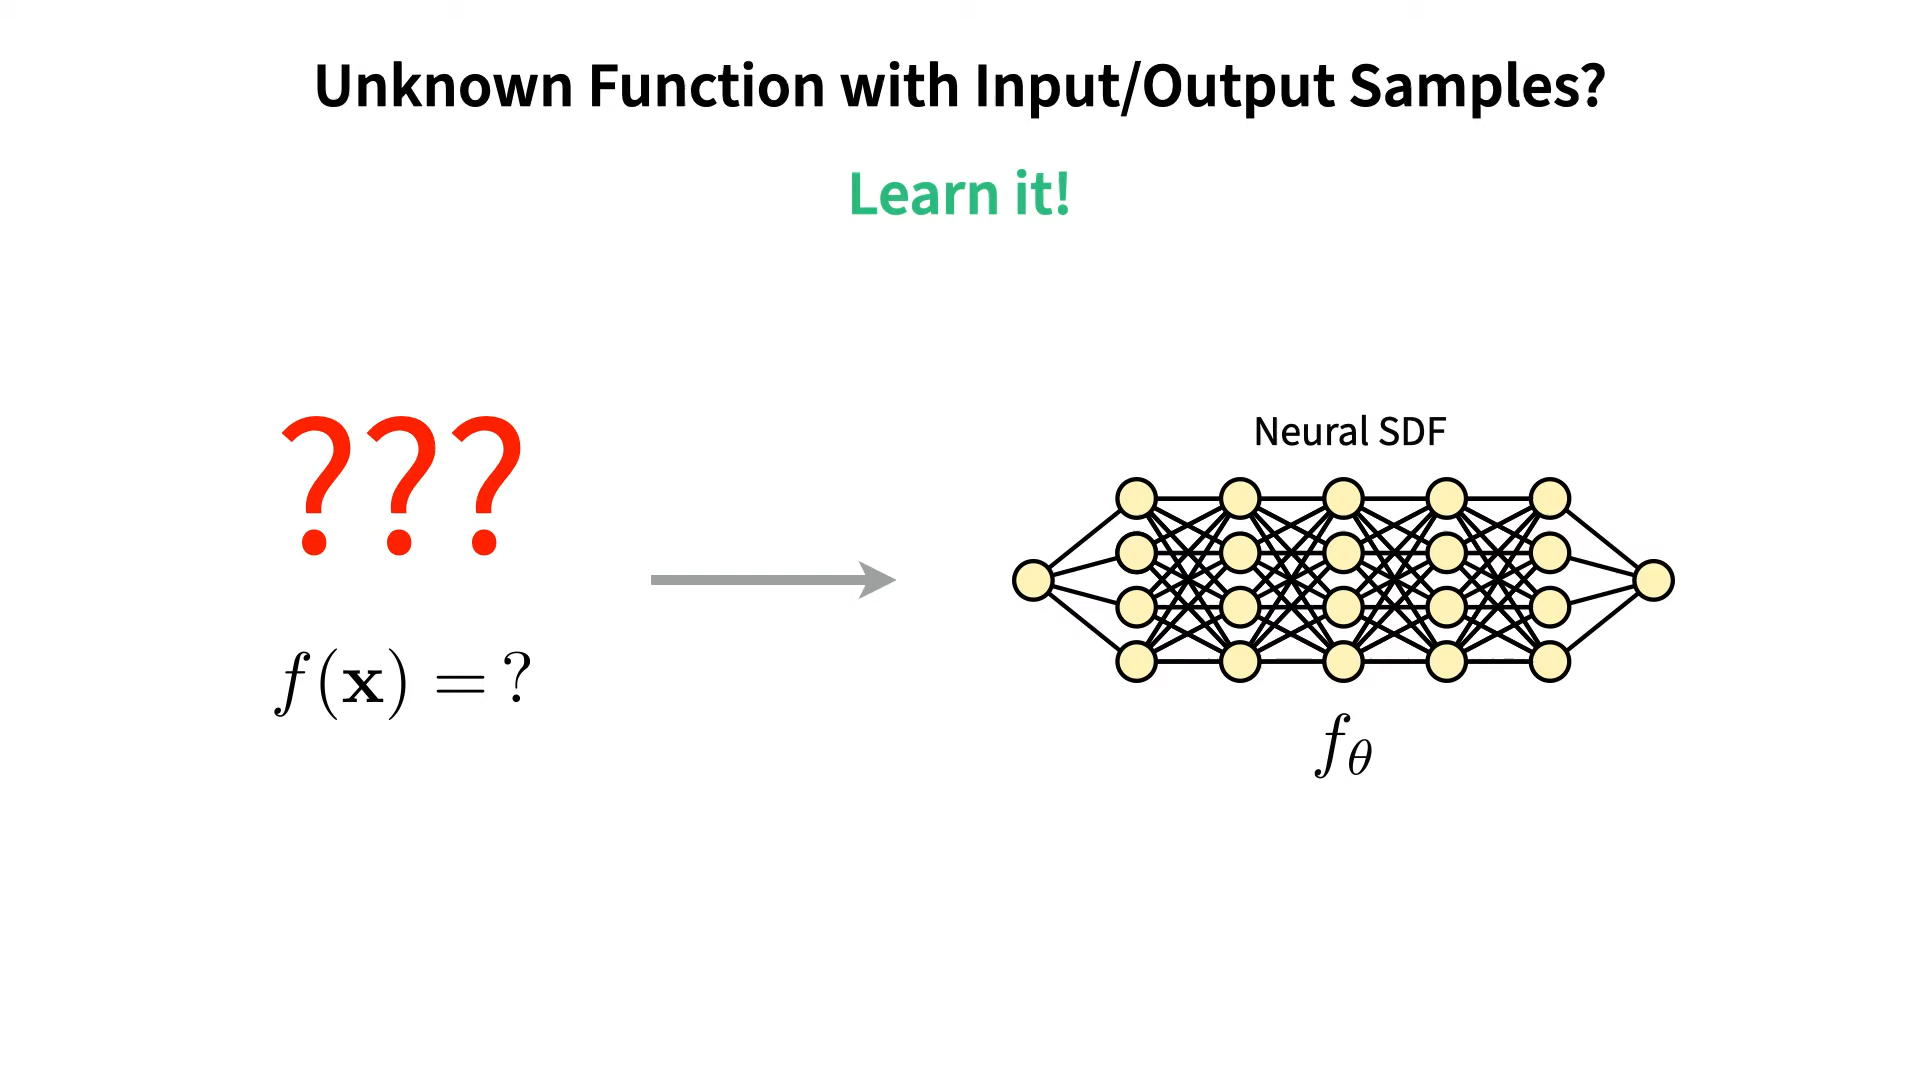 Unknown Function with Input/Output Samples?
Learn it!
???
f(x) = ?
Neural SDF
fθ